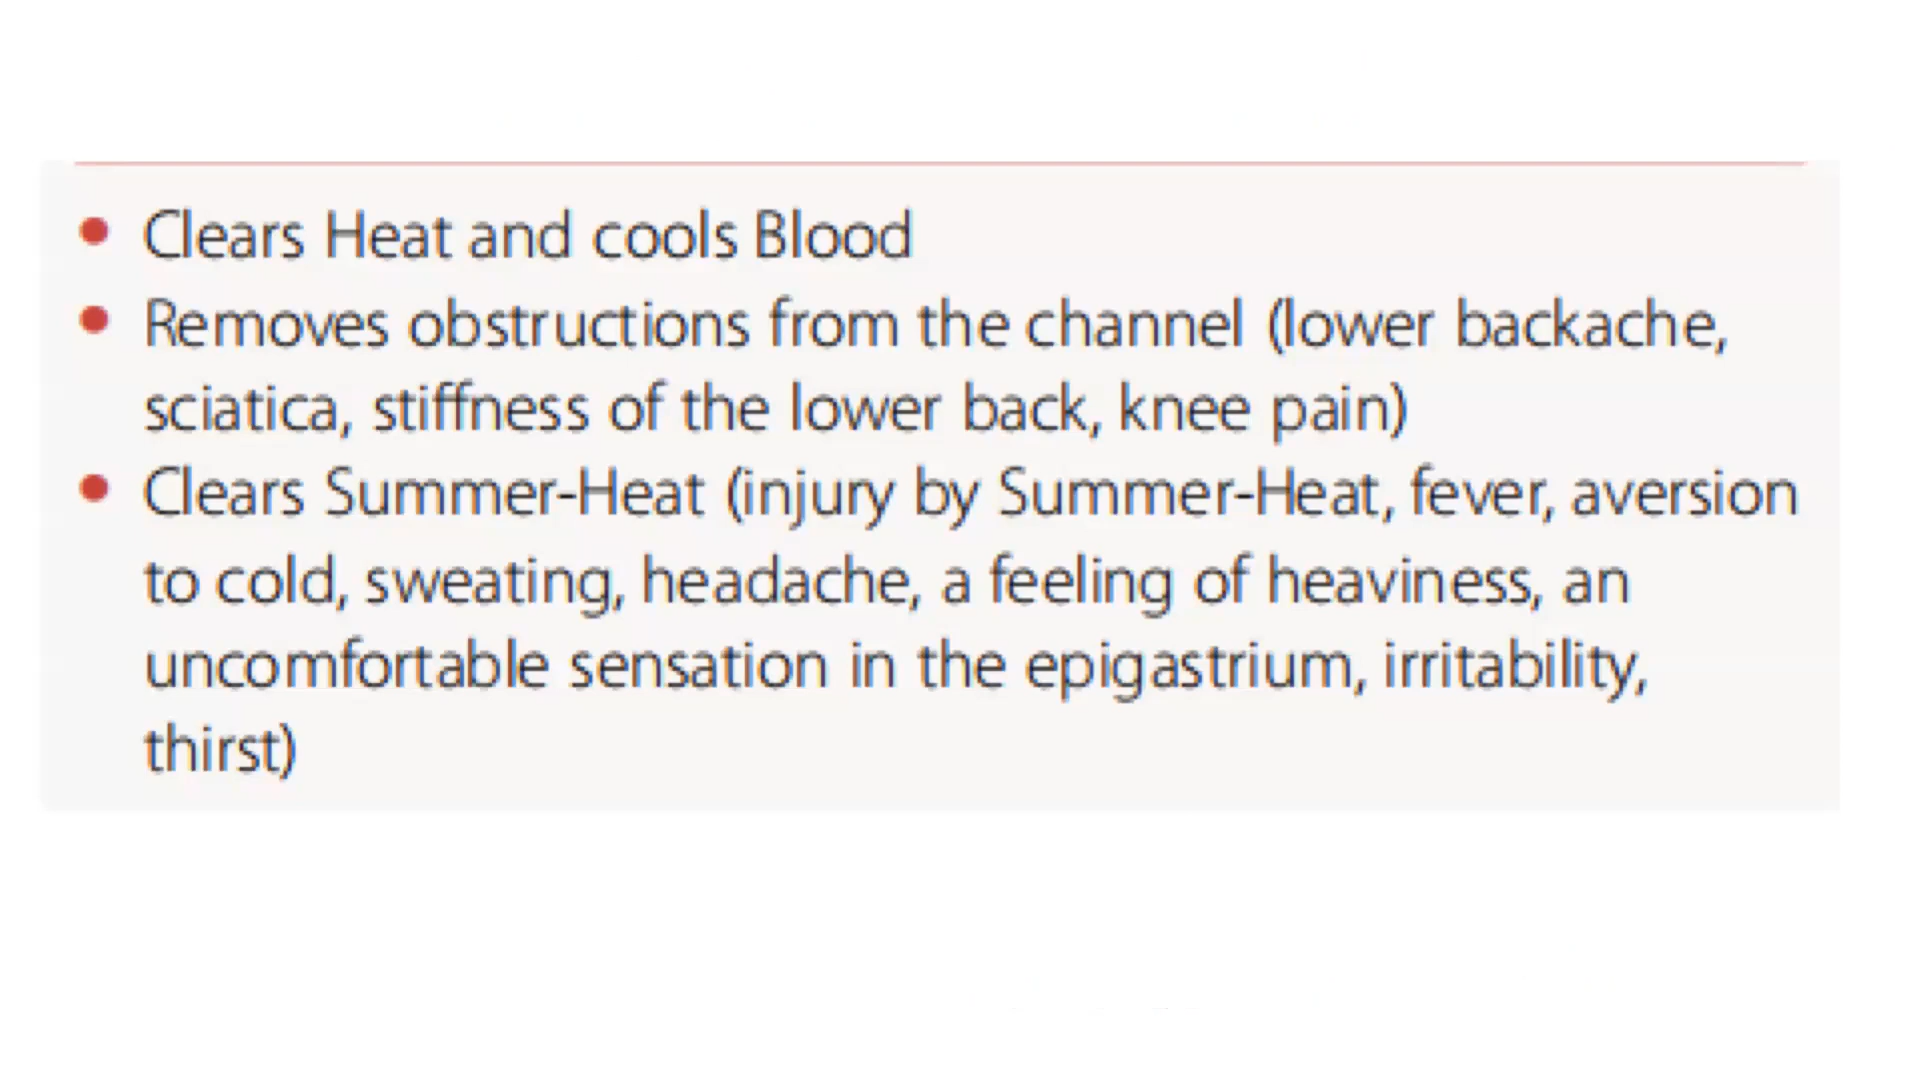 • Clears Heat and cools Blood
• Removes obstructions from the channel (lower backache,
sciatica, stiffness of the lower back, knee pain)
• Clears Summer-Heat (injury by Summer-Heat, fever, aversion
to cold, sweating, headache, a feeling of heaviness, an
uncomfortable sensation in the epigastrium, irritability,
thirst)